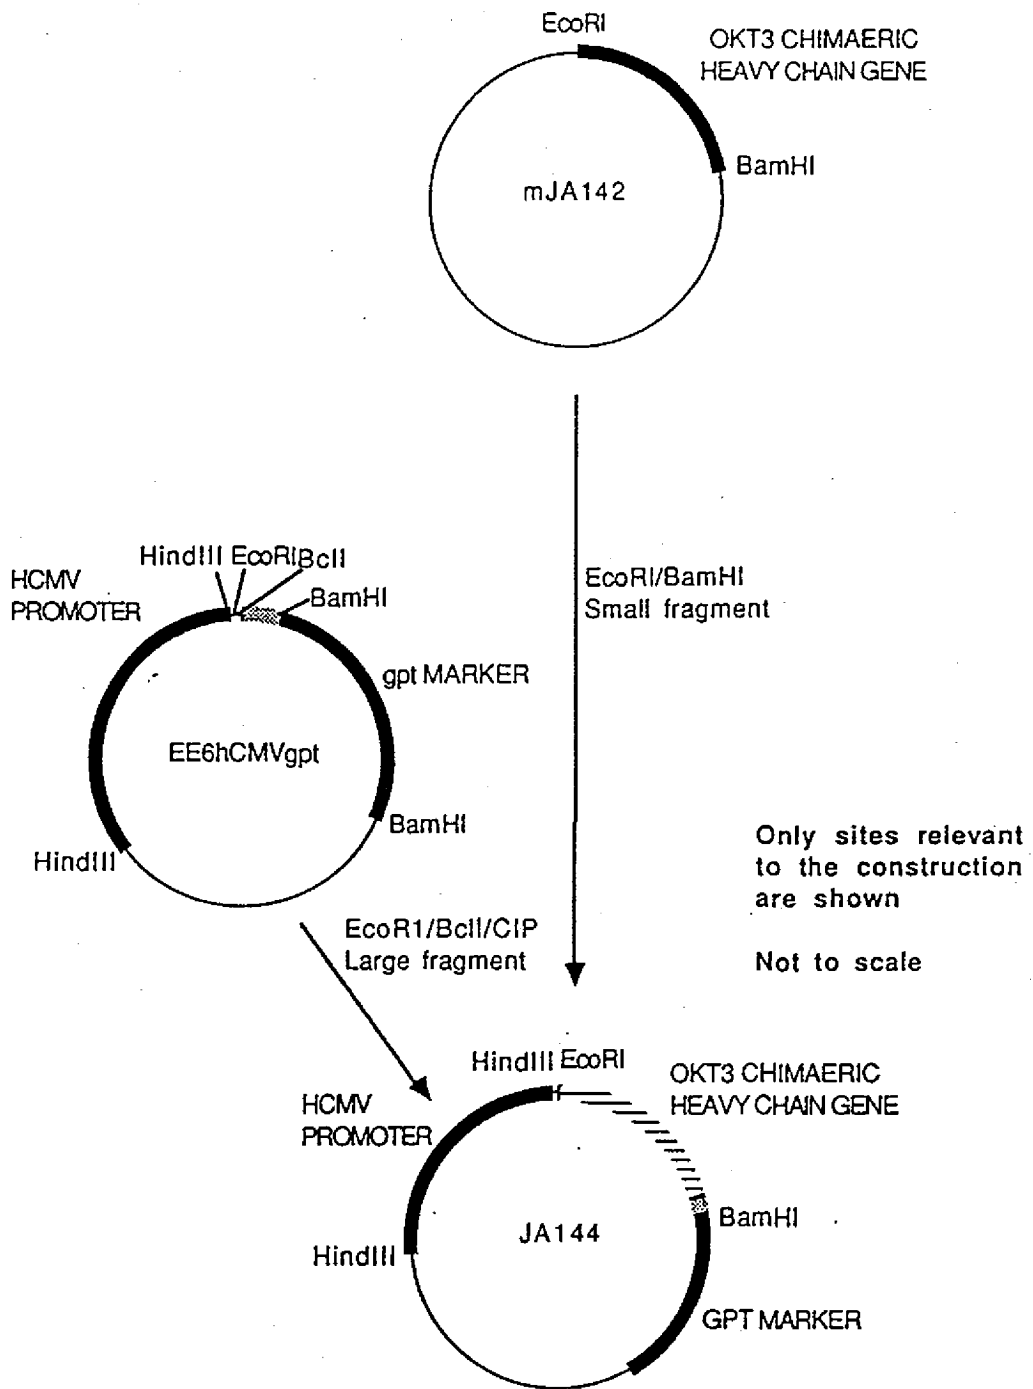 EcoRI
OKT3 CHIMAERIC
HEAVY CHAIN GENE
BamHI
mJA142
HindIII EcoRI BclI
HCMV
PROMOTER
BamHI
gpt MARKER
EE6hCMVgpt
BamHI
HindIII
EcoRI/BamHI
Small fragment
Only sites relevant
to the construction
are shown
Not to scale
EcoR1/BclI/CIP
Large fragment
HindIII EcoRI
OKT3 CHIMAERIC
HEAVY CHAIN GENE
HCMV
PROMOTER
BamHI
JA144
HindIII
GPT MARKER